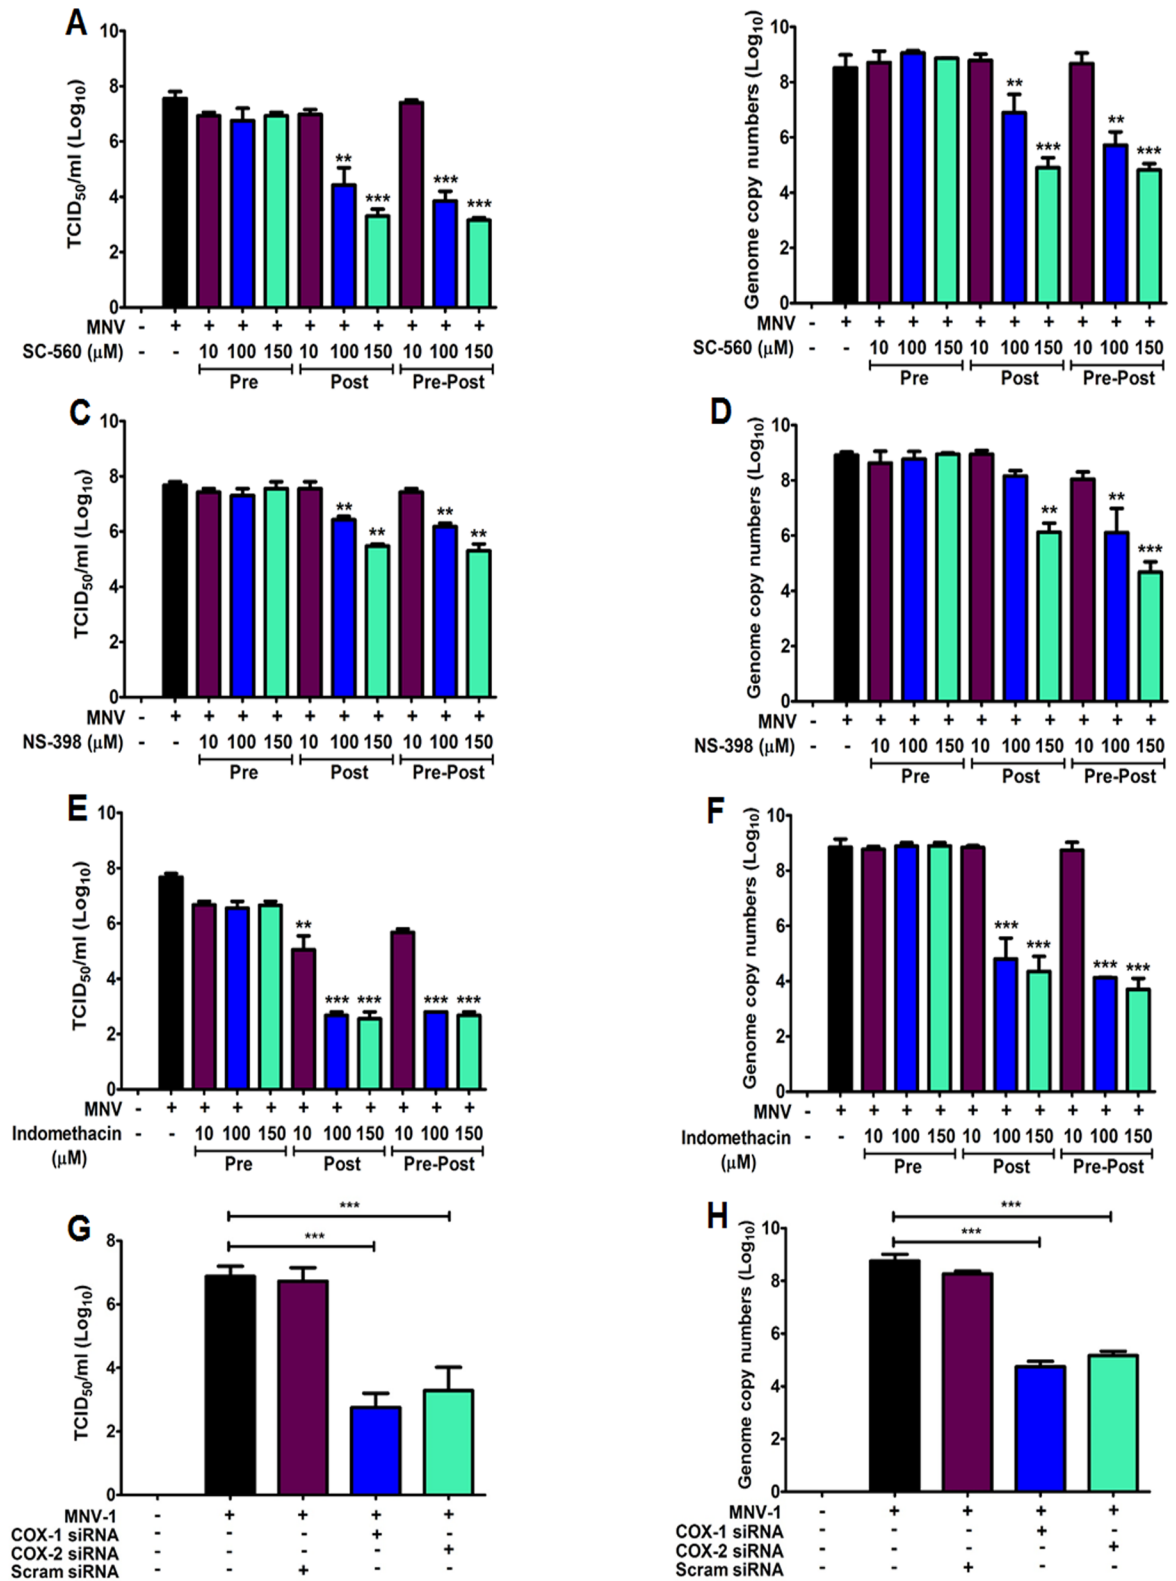 A
TCID50/ml (Log10)
10
8
6
4
2
0
** *** *** ***
MNV - + + + + + + + + + +
SC-560 (μM) - - 10 100 150 10 100 150 10 100 150
Pre Post Pre-Post
Genome copy numbers (Log10)
10
8
6
4
2
0
** *** ** ***
MNV - + + + + + + + + + +
SC-560 (μM) - - 10 100 150 10 100 150 10 100 150
Pre Post Pre-Post
C
TCID50/ml (Log10)
10
8
6
4
2
0
** ** ** **
MNV - + + + + + + + + + +
NS-398 (μM) - - 10 100 150 10 100 150 10 100 150
Pre Post Pre-Post
D
Genome copy numbers (Log10)
10
8
6
4
2
0
** ** ***
MNV - + + + + + + + + + +
NS-398 (μM) - - 10 100 150 10 100 150 10 100 150
Pre Post Pre-Post
E
TCID50/ml (Log10)
10
8
6
4
2
0
** *** *** *** ***
MNV - + + + + + + + + + +
Indomethacin - - 10 100 150 10 100 150 10 100 150
(μM) Pre Post Pre-Post
F
Genome copy numbers (Log10)
10
8
6
4
2
0
*** *** *** ***
MNV - + + + + + + + + + +
Indomethacin - - 10 100 150 10 100 150 10 100 150
(μM) Pre Post Pre-Post
G
TCID50/ml (Log10)
8
6
4
2
0
***
***
MNV-1 - + + + +
COX-1 siRNA - - - + -
COX-2 siRNA - - - - +
Scram siRNA - - + - -
H
Genome copy numbers (Log10)
10
8
6
4
2
0
***
***
MNV-1 - + + + +
COX-1 siRNA - - - + -
COX-2 siRNA - - - - +
Scram siRNA - - + - -